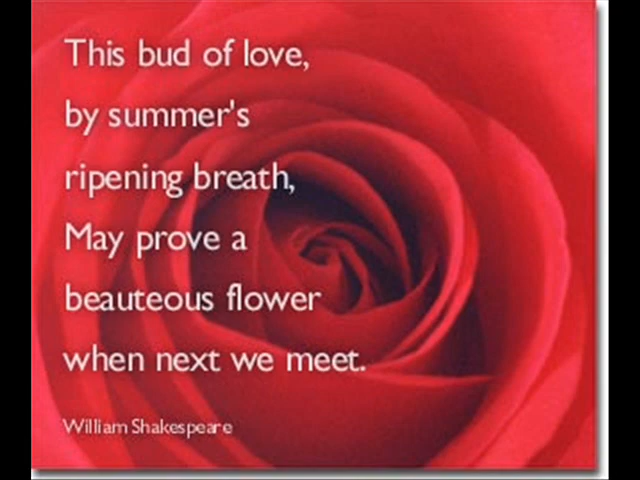 This bud of love,
by summer's
ripening breath,
May prove a
beauteous flower
when next we meet.
William Shakespeare